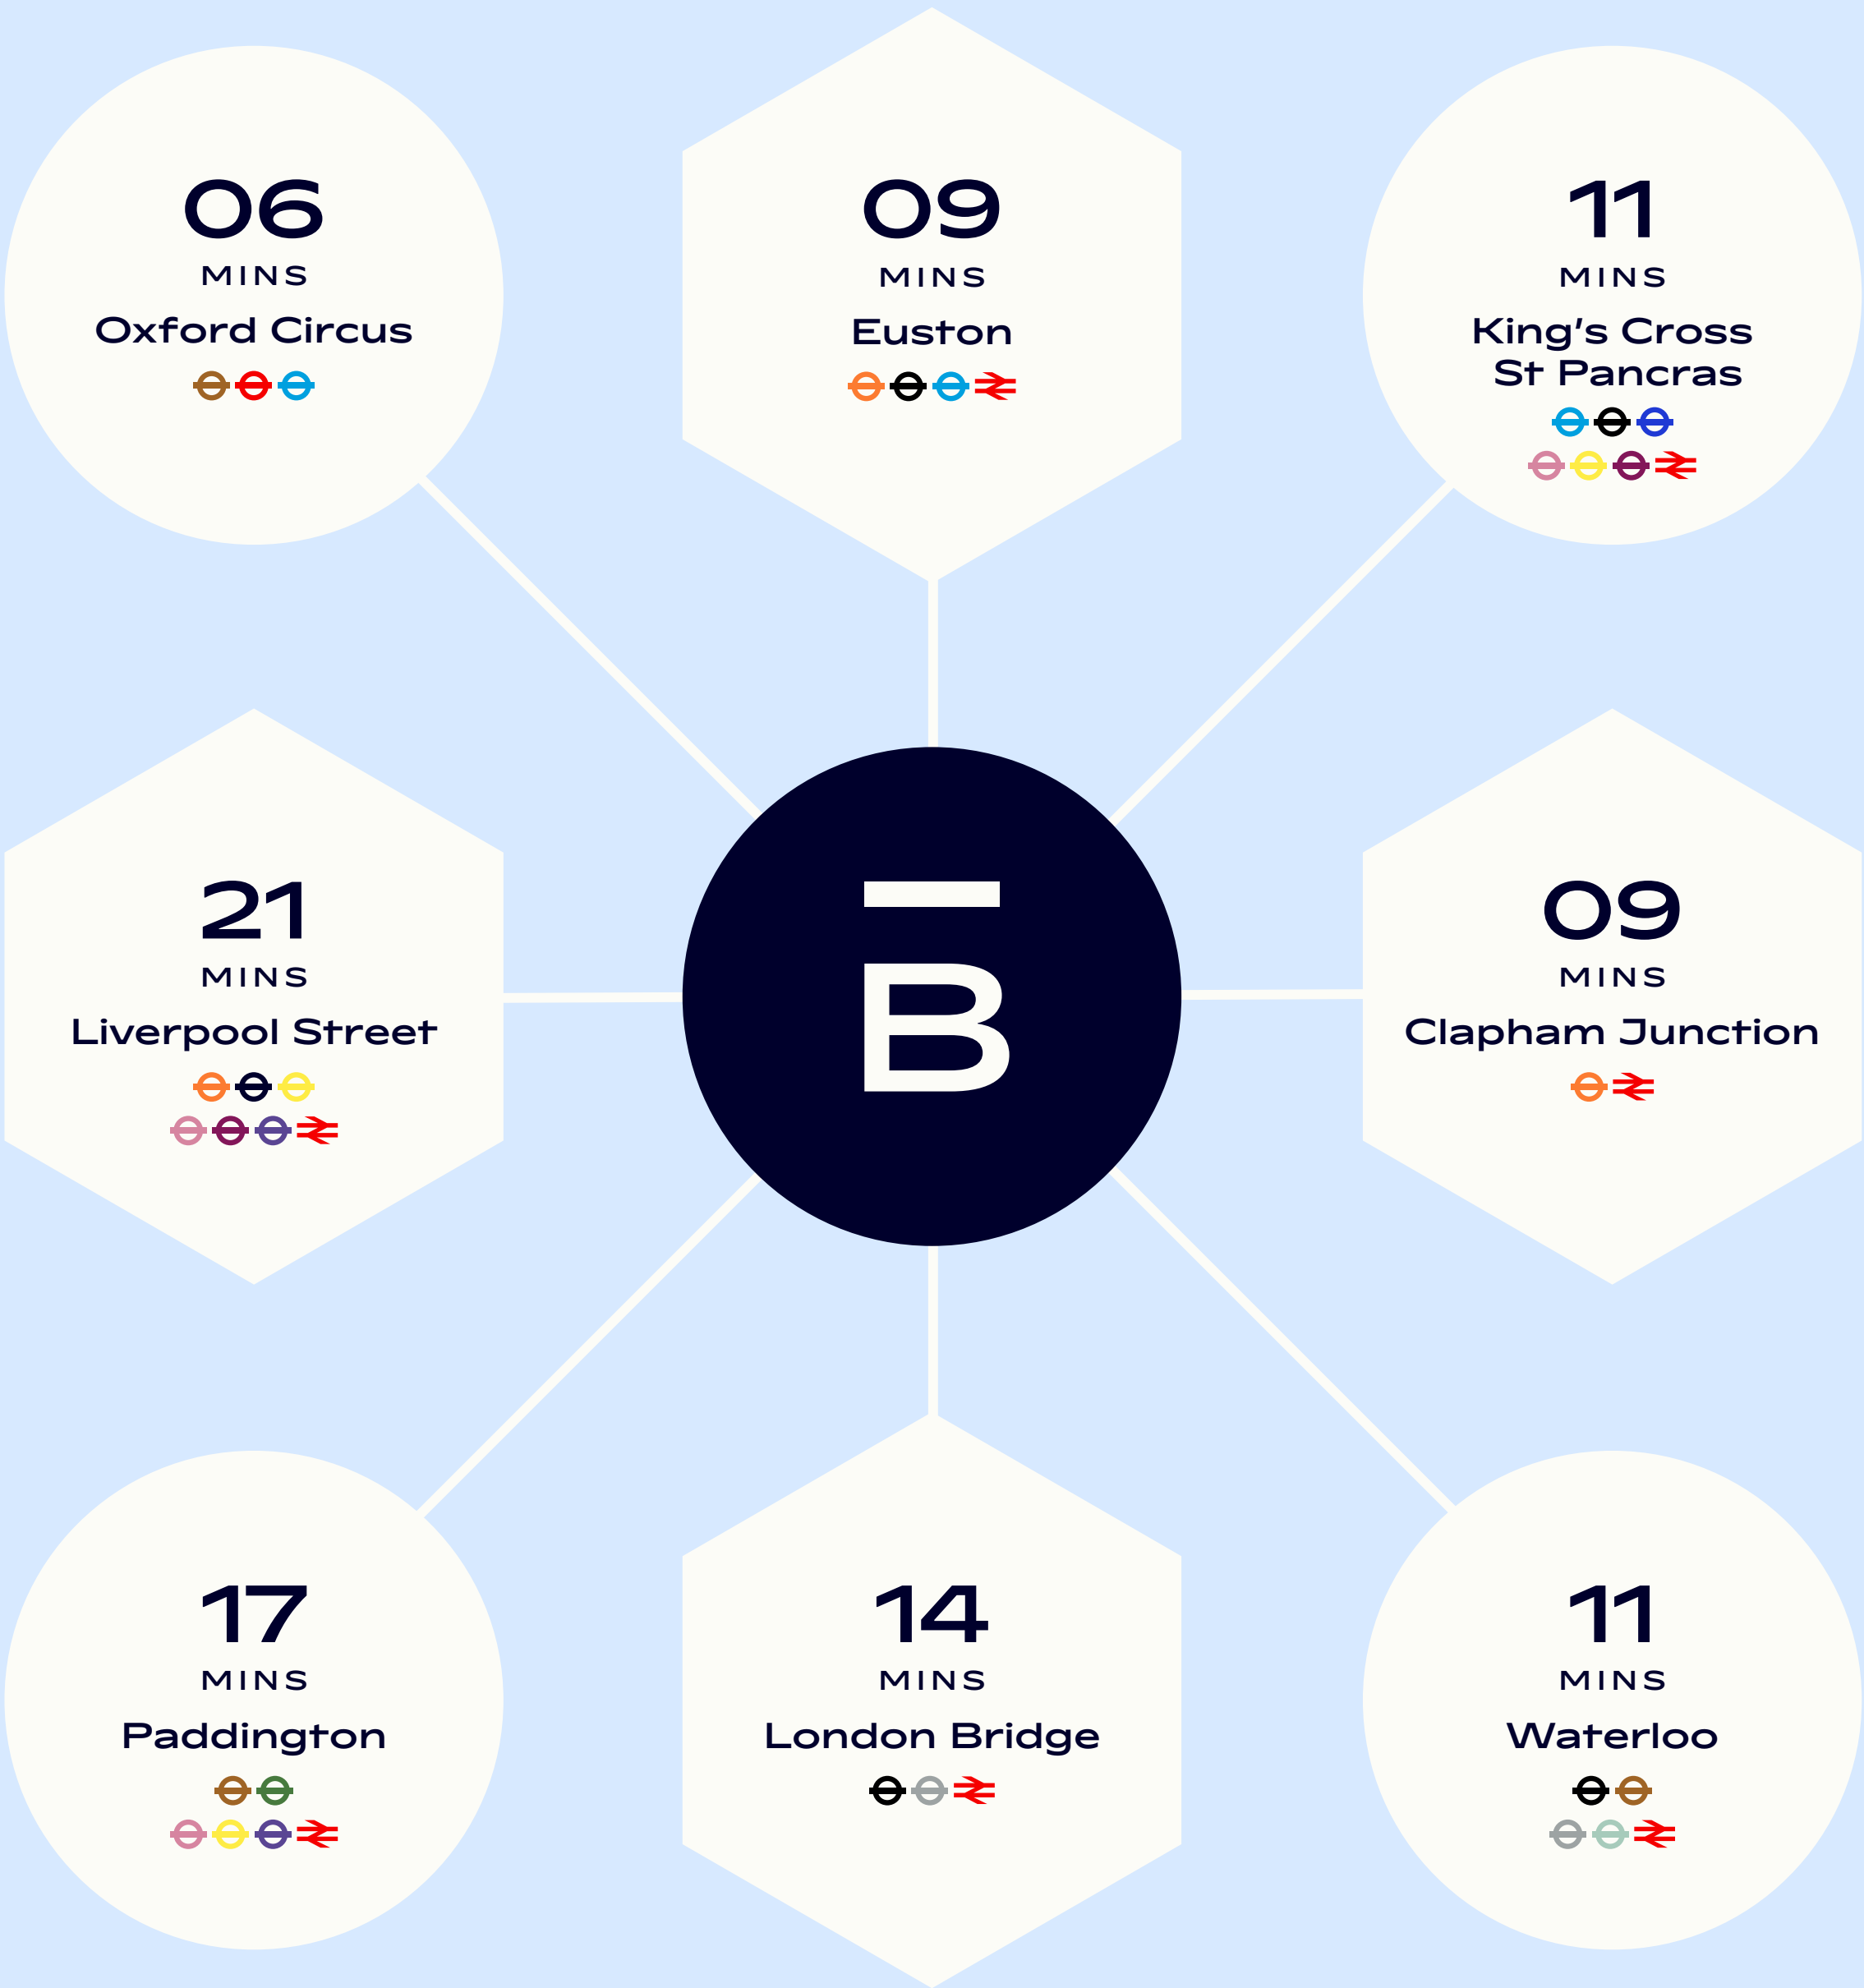 06
MINS
Oxford Circus
09
MINS
Euston
11
MINS
King’s Cross
St Pancras
21
MINS
Liverpool Street
B
09
MINS
Clapham Junction
17
MINS
Paddington
14
MINS
London Bridge
11
MINS
Waterloo